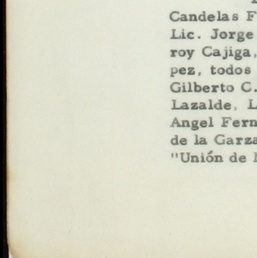 Candelas F
Lic. Jorge
roy Cajiga,
pez, todos
Gilberto C.
Lazalde, L
Angel Fern
de la Garza
"Unión de